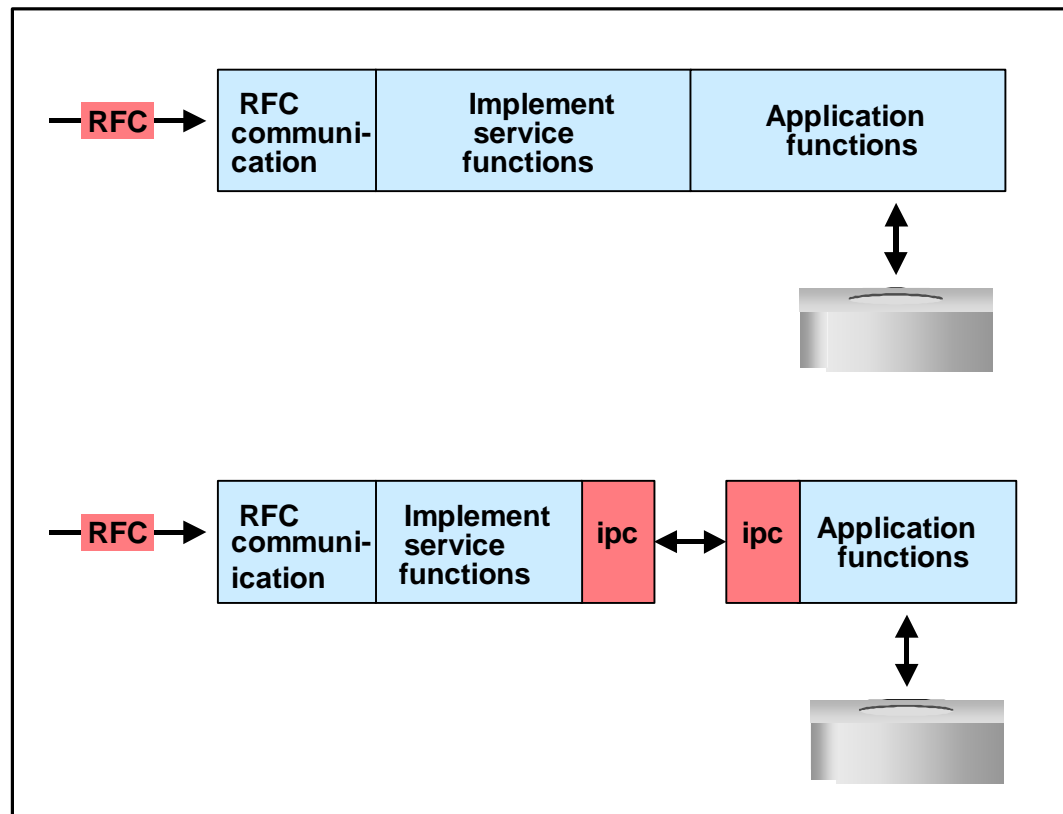 RFC
RFC
communi-
cation
Implement
service
functions
Application
functions
RFC
RFC
communi-
ication
Implement
service
functions
ipc
ipc
Application
functions